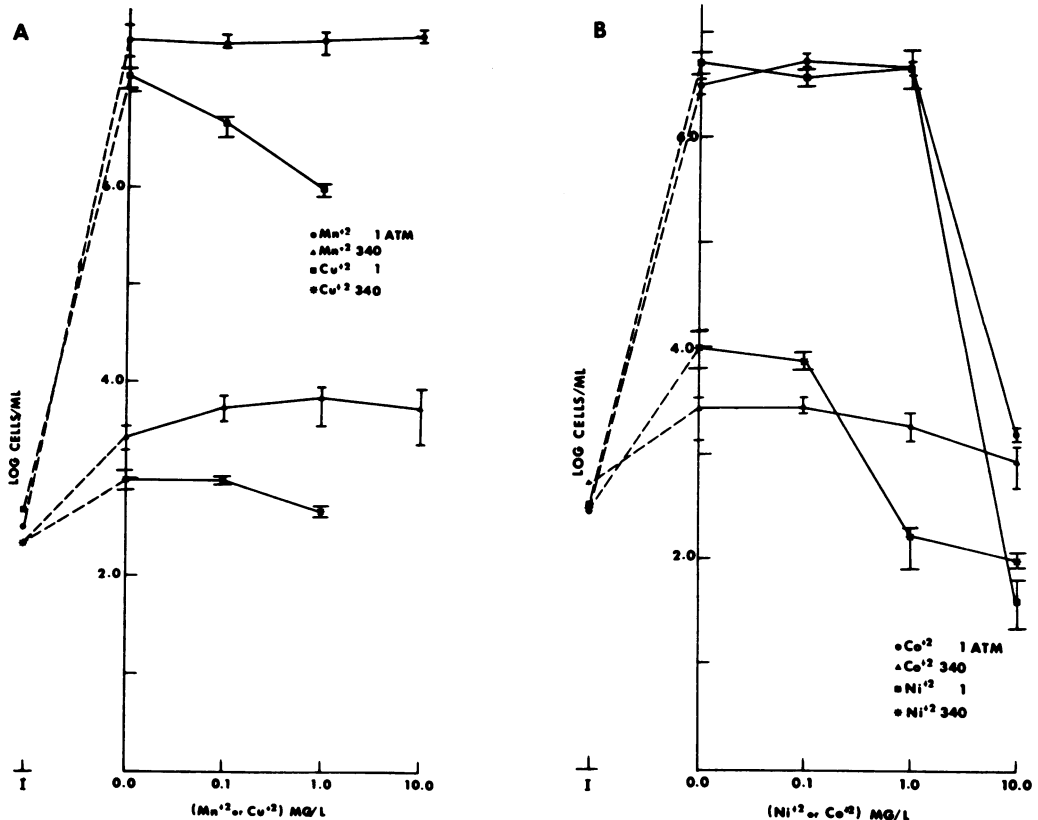 A
6.0
● Mn⁺² 1 ATM
▲ Mn⁺² 340
■ Cu⁺² 1
✱ Cu⁺² 340
4.0
LOG CELLS/ML
2.0
I
0.0 0.1 1.0 10.0
(Mn⁺² or Cu⁺²) MG/L
B
6.0
4.0
LOG CELLS/ML
2.0
● Co⁺² 1 ATM
▲ Co⁺² 340
■ Ni⁺² 1
✱ Ni⁺² 340
I
0.0 0.1 1.0 10.0
(Ni⁺² or Co⁺²) MG/L